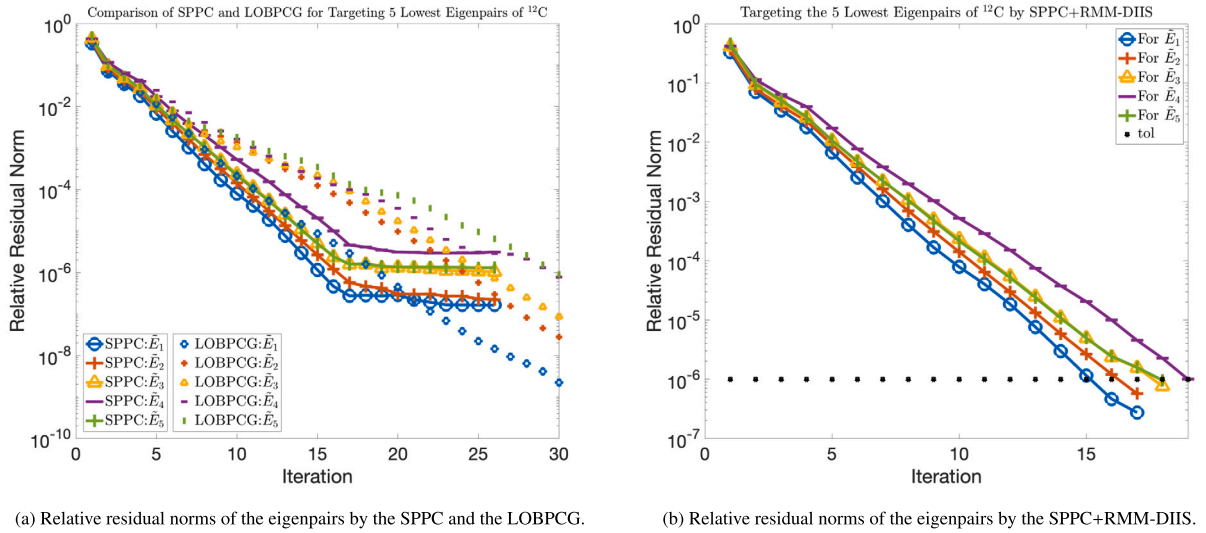 Comparison of SPPC and LOBPCG for Targeting 5 Lowest Eigenpairs of ¹²C
10⁰
10⁻²
10⁻⁴
10⁻⁶
10⁻⁸
10⁻¹⁰
Relative Residual Norm
SPPC:Ẽ₁
SPPC:Ẽ₂
SPPC:Ẽ₃
SPPC:Ẽ₄
SPPC:Ẽ₅
LOBPCG:Ẽ₁
LOBPCG:Ẽ₂
LOBPCG:Ẽ₃
LOBPCG:Ẽ₄
LOBPCG:Ẽ₅
0 5 10 15 20 25 30
Iteration
(a) Relative residual norms of the eigenpairs by the SPPC and the LOBPCG.
Targeting the 5 Lowest Eigenpairs of ¹²C by SPPC+RMM-DIIS
10⁰
10⁻¹
10⁻²
10⁻³
10⁻⁴
10⁻⁵
10⁻⁶
10⁻⁷
Relative Residual Norm
For Ẽ₁
For Ẽ₂
For Ẽ₃
For Ẽ₄
For Ẽ₅
tol
0 5 10 15
Iteration
(b) Relative residual norms of the eigenpairs by the SPPC+RMM-DIIS.